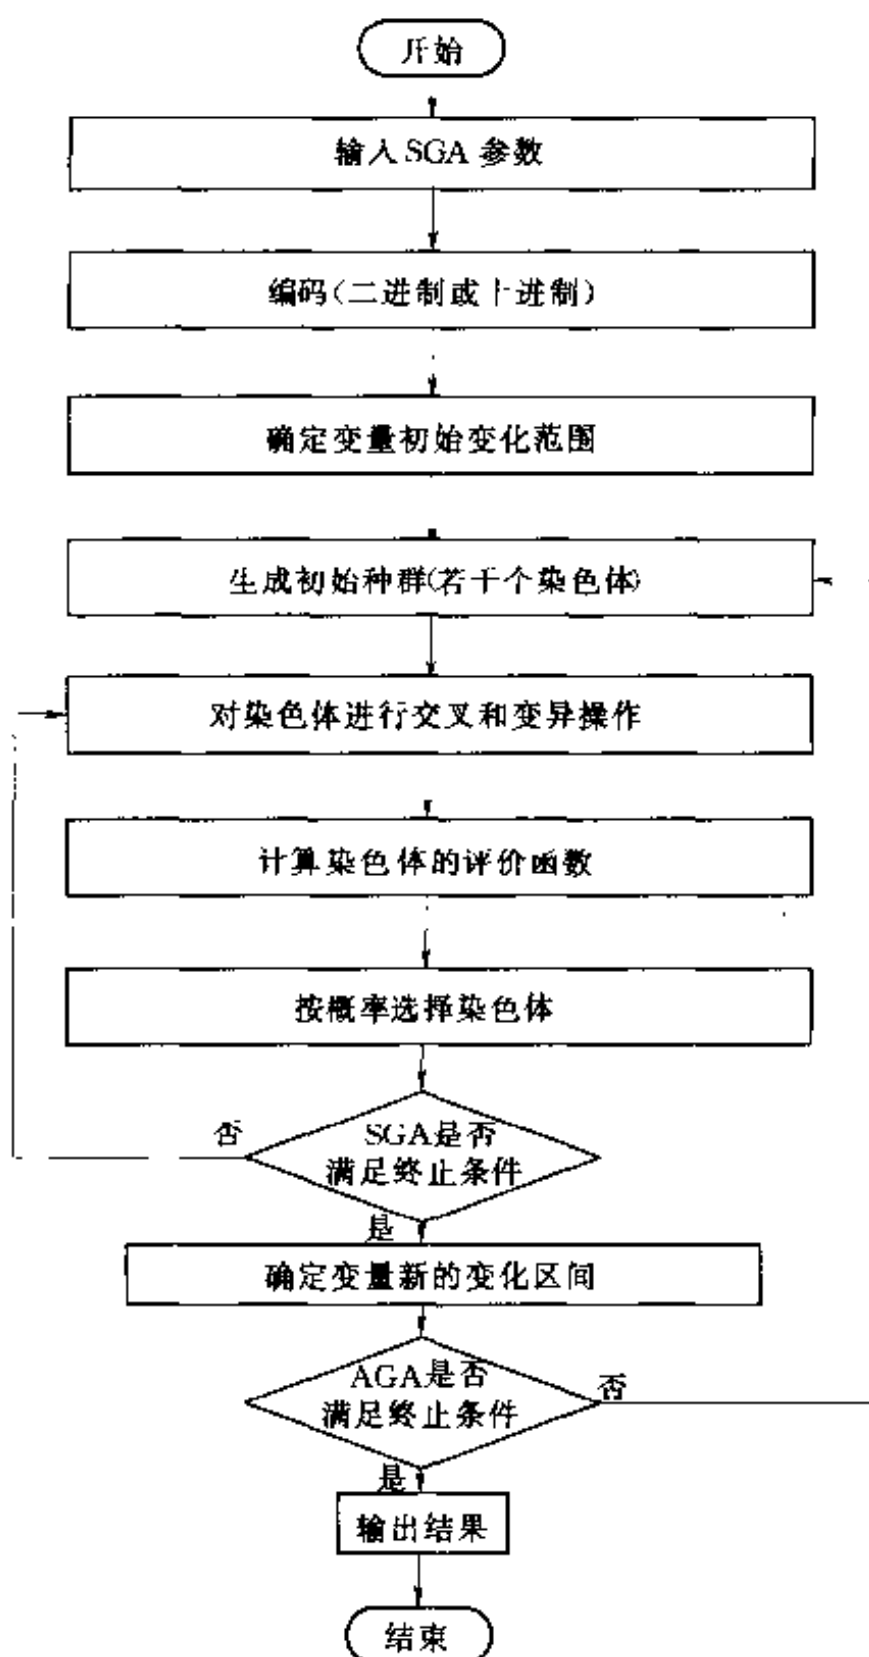 开始
输入SGA 参数
编码(二进制或十进制)
确定变量初始变化范围
生成初始种群(若干个染色体)
对染色体进行交叉和变异操作
计算染色体的评价函数
按概率选择染色体
否
SGA是否
满足终止条件
是
确定变量新的变化区间
AGA是否
满足终止条件
否
是
输出结果
结束